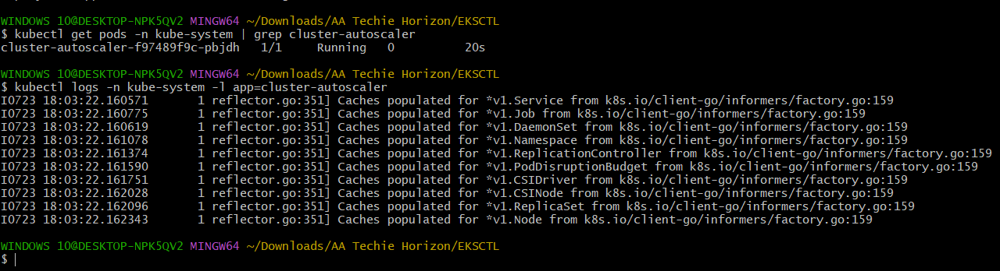 WINDOWS 10@DESKTOP-NPK5QV2 MINGW64 ~/Downloads/AA Techie Horizon/EKSCTL
$ kubectl get pods -n kube-system | grep cluster-autoscaler
cluster-autoscaler-f97489f9c-pbjdh   1/1     Running   0          20s
WINDOWS 10@DESKTOP-NPK5QV2 MINGW64 ~/Downloads/AA Techie Horizon/EKSCTL
$ kubectl logs -n kube-system -l app=cluster-autoscaler
I0723 18:03:22.160571       1 reflector.go:351] Caches populated for *v1.Service from k8s.io/client-go/informers/factory.go:159
I0723 18:03:22.160775       1 reflector.go:351] Caches populated for *v1.Job from k8s.io/client-go/informers/factory.go:159
I0723 18:03:22.160619       1 reflector.go:351] Caches populated for *v1.DaemonSet from k8s.io/client-go/informers/factory.go:159
I0723 18:03:22.161078       1 reflector.go:351] Caches populated for *v1.Namespace from k8s.io/client-go/informers/factory.go:159
I0723 18:03:22.161374       1 reflector.go:351] Caches populated for *v1.ReplicationController from k8s.io/client-go/informers/factory.go:159
I0723 18:03:22.161590       1 reflector.go:351] Caches populated for *v1.PodDisruptionBudget from k8s.io/client-go/informers/factory.go:159
I0723 18:03:22.161751       1 reflector.go:351] Caches populated for *v1.CSIDriver from k8s.io/client-go/informers/factory.go:159
I0723 18:03:22.162028       1 reflector.go:351] Caches populated for *v1.CSINode from k8s.io/client-go/informers/factory.go:159
I0723 18:03:22.162096       1 reflector.go:351] Caches populated for *v1.ReplicaSet from k8s.io/client-go/informers/factory.go:159
I0723 18:03:22.162343       1 reflector.go:351] Caches populated for *v1.Node from k8s.io/client-go/informers/factory.go:159
WINDOWS 10@DESKTOP-NPK5QV2 MINGW64 ~/Downloads/AA Techie Horizon/EKSCTL
$